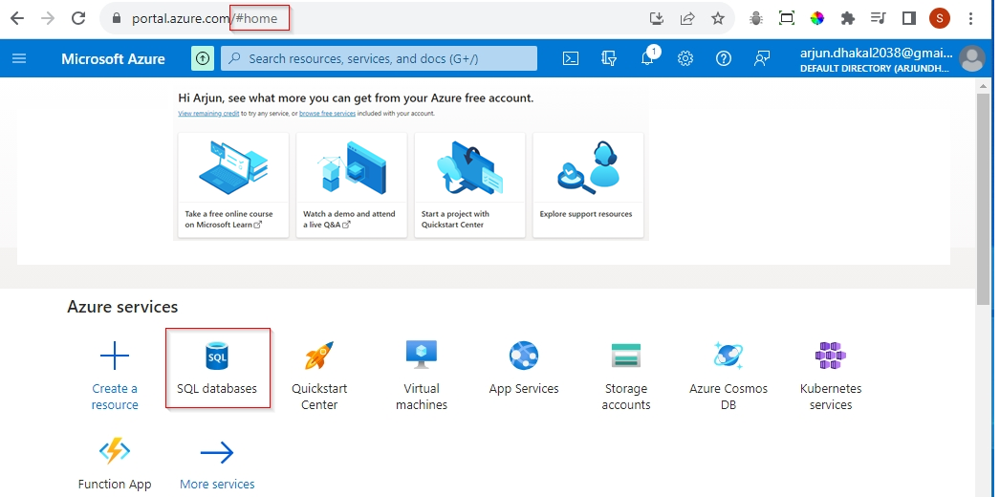 portal.azure.com/#home
S
Microsoft Azure
Search resources, services, and docs (G+/)
1
arjun.dhakal2038@gmai...
DEFAULT DIRECTORY (ARJUNDH...
Hi Arjun, see what more you can get from your Azure free account.
View remaining credit to try any service, or browse free services included with your account.
Take a free online course
on Microsoft Learn
Watch a demo and attend
a live Q&A
Start a project with
Quickstart Center
Explore support resources
Azure services
SQL
Create a
resource
SQL databases
Quickstart
Center
Virtual
machines
App Services
Storage
accounts
Azure Cosmos
DB
Kubernetes
services
Function App
More services